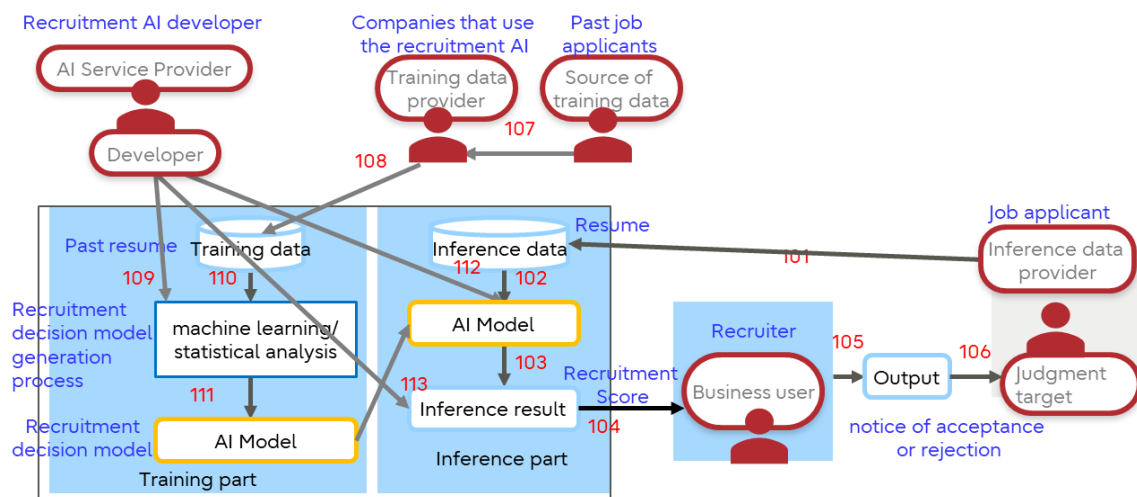 Recruitment AI developer
AI Service Provider
Developer
Companies that use
the recruitment AI
Training data
provider
Past job
applicants
Source of
training data
107
108
Past resume
Training data
109
110
Recruitment
decision model
generation
process
machine learning/
statistical analysis
111
Recruitment
decision model
AI Model
Training part
Inference data
Resume
112
102
AI Model
103
113
Inference result
Inference part
Recruitment
Score
104
101
Job applicant
Inference data
provider
Recruiter
Business user
105
Output
106
Judgment
target
notice of acceptance
or rejection